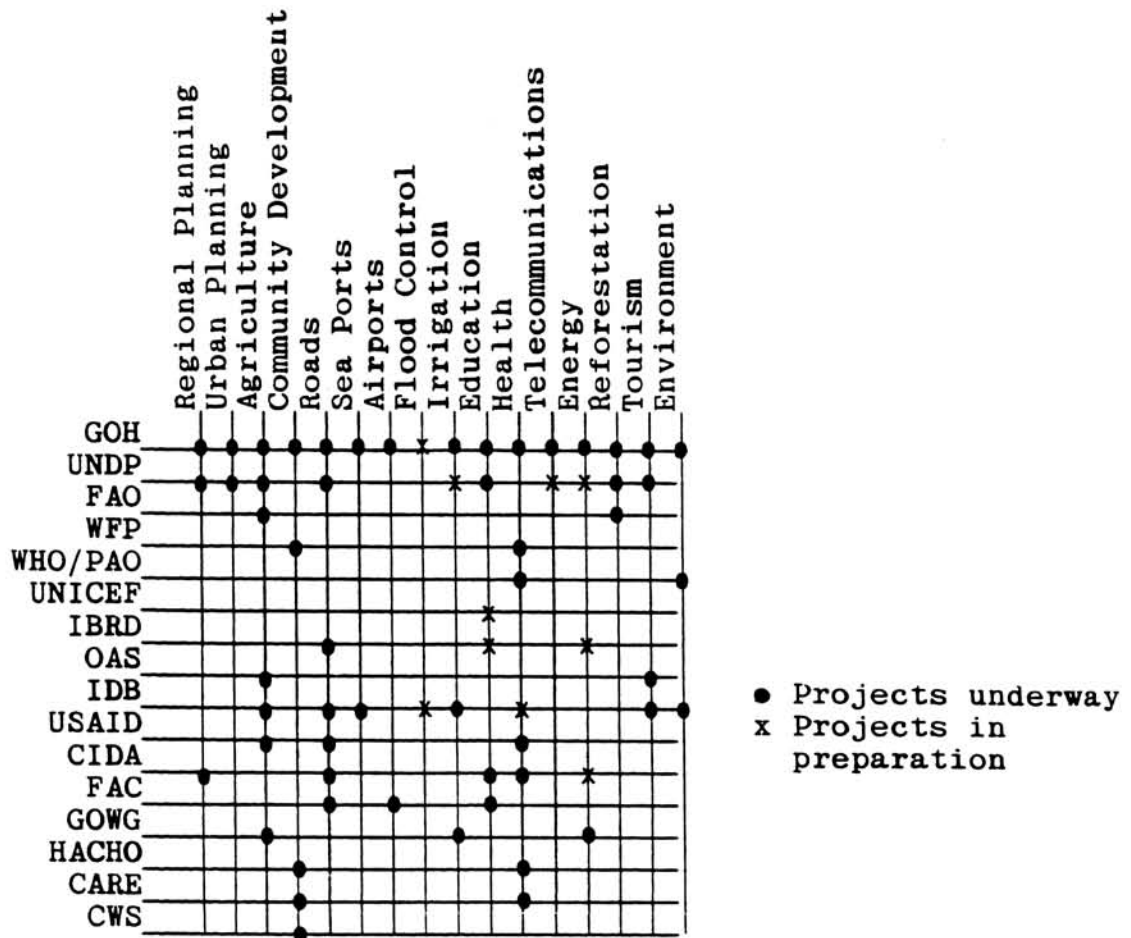 Regional Planning
Urban Planning
Agriculture
Community Development
Roads
Sea Ports
Airports
Flood Control
Irrigation
Education
Health
Telecommunications
Energy
Reforestation
Tourism
Environment
GOH
UNDP
FAO
WFP
WHO/PAO
UNICEF
IBRD
OAS
IDB
USAID
CIDA
FAC
GOWG
HACHO
CARE
CWS
● Projects underway
x Projects in
preparation